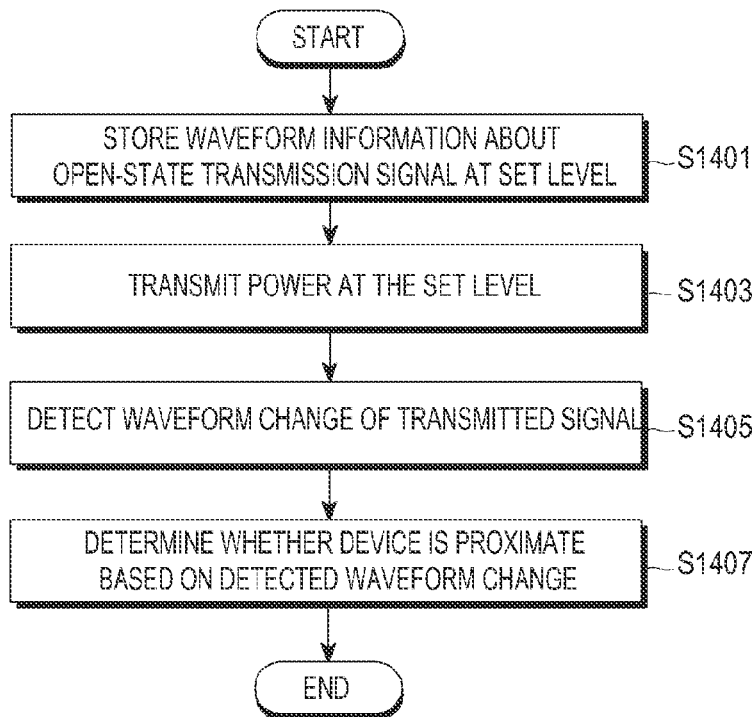 START
STORE WAVEFORM INFORMATION ABOUT
OPEN-STATE TRANSMISSION SIGNAL AT SET LEVEL
S1401
TRANSMIT POWER AT THE SET LEVEL
S1403
DETECT WAVEFORM CHANGE OF TRANSMITTED SIGNAL
S1405
DETERMINE WHETHER DEVICE IS PROXIMATE
BASED ON DETECTED WAVEFORM CHANGE
S1407
END